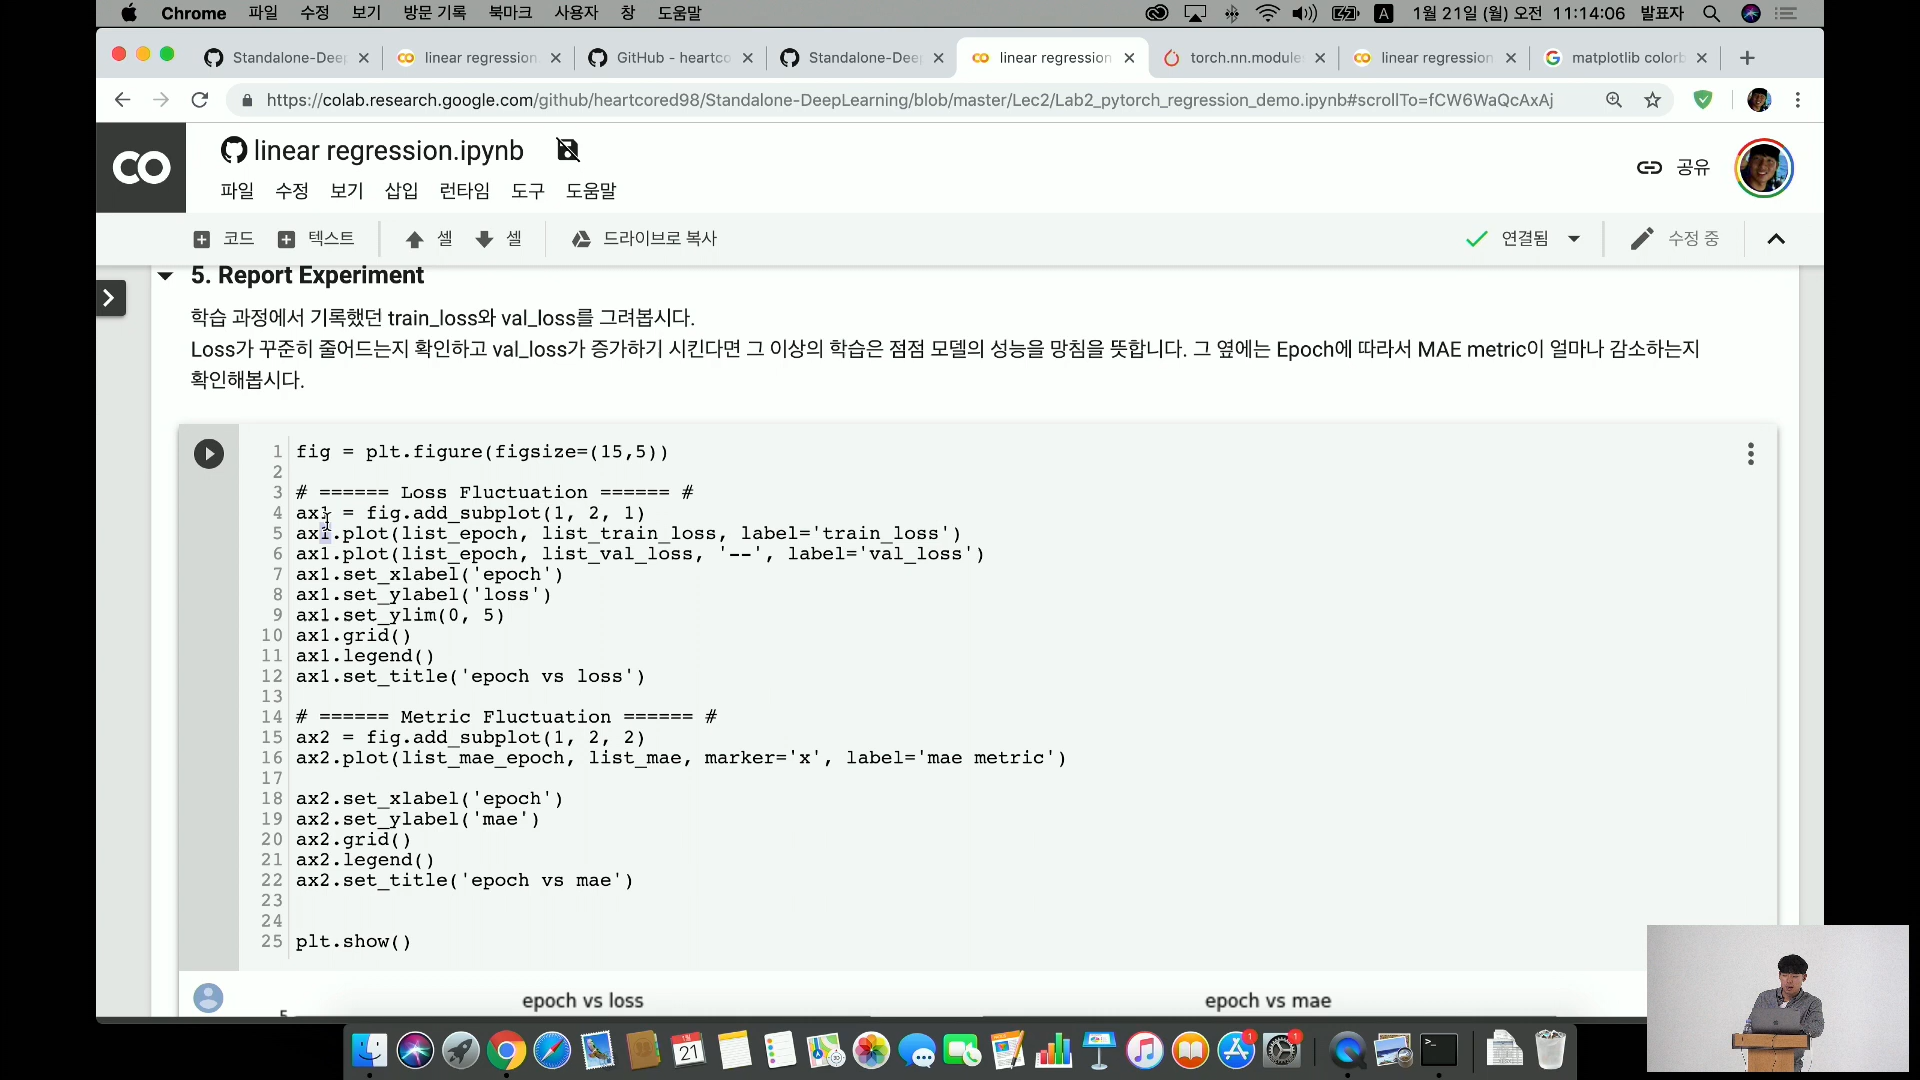 Chrome 파일 수정 보기 방문 기록 북마크 사용자 창 도움말 A 1월 21일 (월) 오전 11:14:06 발표자
Standalone-Deep linear regression. GitHub - heartco Standalone-Deep linear regression torch.nn.module linear regression matplotlib colorb
https://colab.research.google.com/github/heartcored98/Standalone-DeepLearning/blob/master/Lec2/Lab2_pytorch_regression_demo.ipynb#scrollTo=fCW6WaQcAxAj
CO linear regression.ipynb
공유
파일 수정 보기 삽입 런타임 도구 도움말
코드 텍스트 셀 셀 드라이브로 복사 연결됨 수정 중
5. Report Experiment
학습 과정에서 기록했던 train_loss와 val_loss를 그려봅시다.
Loss가 꾸준히 줄어드는지 확인하고 val_loss가 증가하기 시킨다면 그 이상의 학습은 점점 모델의 성능을 망침을 뜻합니다. 그 옆에는 Epoch에 따라서 MAE metric이 얼마나 감소하는지
확인해봅시다.
1 fig = plt.figure(figsize=(15,5))
2
3 # ====== Loss Fluctuation ====== #
4 ax1 = fig.add_subplot(1, 2, 1)
5 ax1.plot(list_epoch, list_train_loss, label='train_loss')
6 ax1.plot(list_epoch, list_val_loss, '--', label='val_loss')
7 ax1.set_xlabel('epoch')
8 ax1.set_ylabel('loss')
9 ax1.set_ylim(0, 5)
10 ax1.grid()
11 ax1.legend()
12 ax1.set_title('epoch vs loss')
13
14 # ====== Metric Fluctuation ====== #
15 ax2 = fig.add_subplot(1, 2, 2)
16 ax2.plot(list_mae_epoch, list_mae, marker='x', label='mae metric')
17
18 ax2.set_xlabel('epoch')
19 ax2.set_ylabel('mae')
20 ax2.grid()
21 ax2.legend()
22 ax2.set_title('epoch vs mae')
23
24
25 plt.show()
epoch vs loss epoch vs mae
5
21 1 1